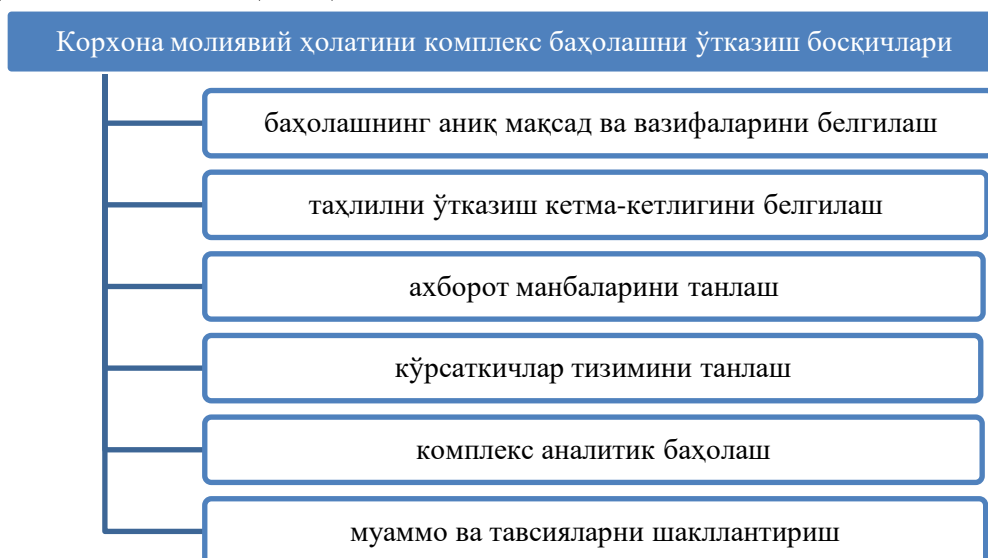 Корхона молиявий ҳолатини комплекс баҳолашни ўтказиш босқичлари
баҳолашнинг аниқ мақсад ва вазифаларини белгилаш
таҳлилни ўтказиш кетма-кетлигини белгилаш
ахборот манбаларини танлаш
кўрсаткичлар тизимини танлаш
комплекс аналитик баҳолаш
муаммо ва тавсияларни шакллантириш